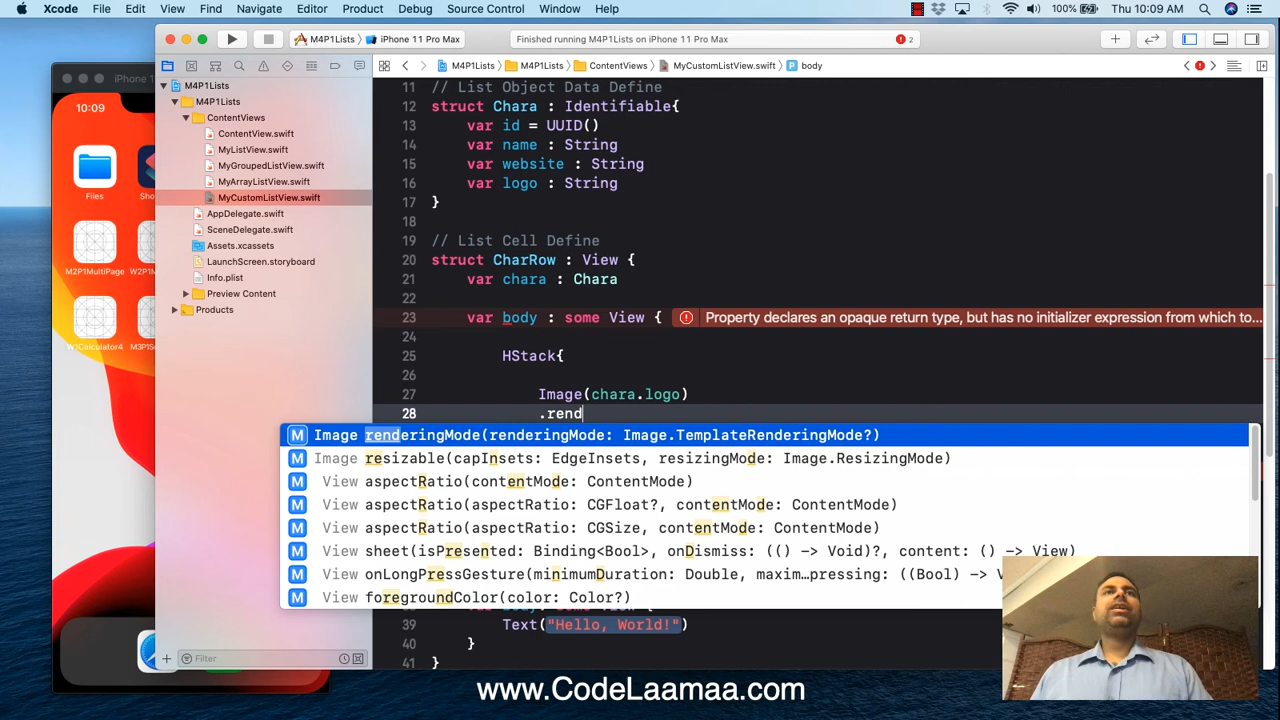 Xcode File Edit View Find Navigate Editor Product Debug Source Control Window Help 100% Thu 10:09 AM
M4P1Lists iPhone 11 Pro Max Finished running M4P1Lists on iPhone 11 Pro Max 2
M4P1Lists M4P1Lists ContentViews MyCustomListView.swift body
iPhone 1
10:09
Files
Sho
M2P1MultiPage
W2P1
W1Calculator4
M3P1S
M4P1Lists
M4P1Lists
ContentViews
ContentView.swift
MyListView.swift
MyGroupedListView.swift
MyArrayListView.swift
MyCustomListView.swift
AppDelegate.swift
SceneDelegate.swift
Assets.xcassets
LaunchScreen.storyboard
Info.plist
Preview Content
Products
Filter
11 // List Object Data Define
12 struct Chara : Identifiable{
13 var id = UUID()
14 var name : String
15 var website : String
16 var logo : String
17 }
18
19 // List Cell Define
20 struct CharRow : View {
21 var chara : Chara
22
23 var body : some View { Property declares an opaque return type, but has no initializer expression from which to...
24
25 HStack{
26
27 Image(chara.logo)
28 .rend
M Image renderingMode(renderingMode: Image.TemplateRenderingMode?)
M Image resizable(capInsets: EdgeInsets, resizingMode: Image.ResizingMode)
M View aspectRatio(contentMode: ContentMode)
M View aspectRatio(aspectRatio: CGFloat?, contentMode: ContentMode)
M View aspectRatio(aspectRatio: CGSize, contentMode: ContentMode)
M View sheet(isPresented: Binding<Bool>, onDismiss: (() -> Void)?, content: () -> View)
M View onLongPressGesture(minimumDuration: Double, maxim…pressing: ((Bool) -> V
M View foregroundColor(color: Color?)
39 Text("Hello, World!")
40 }
41 }
www.CodeLaamaa.com